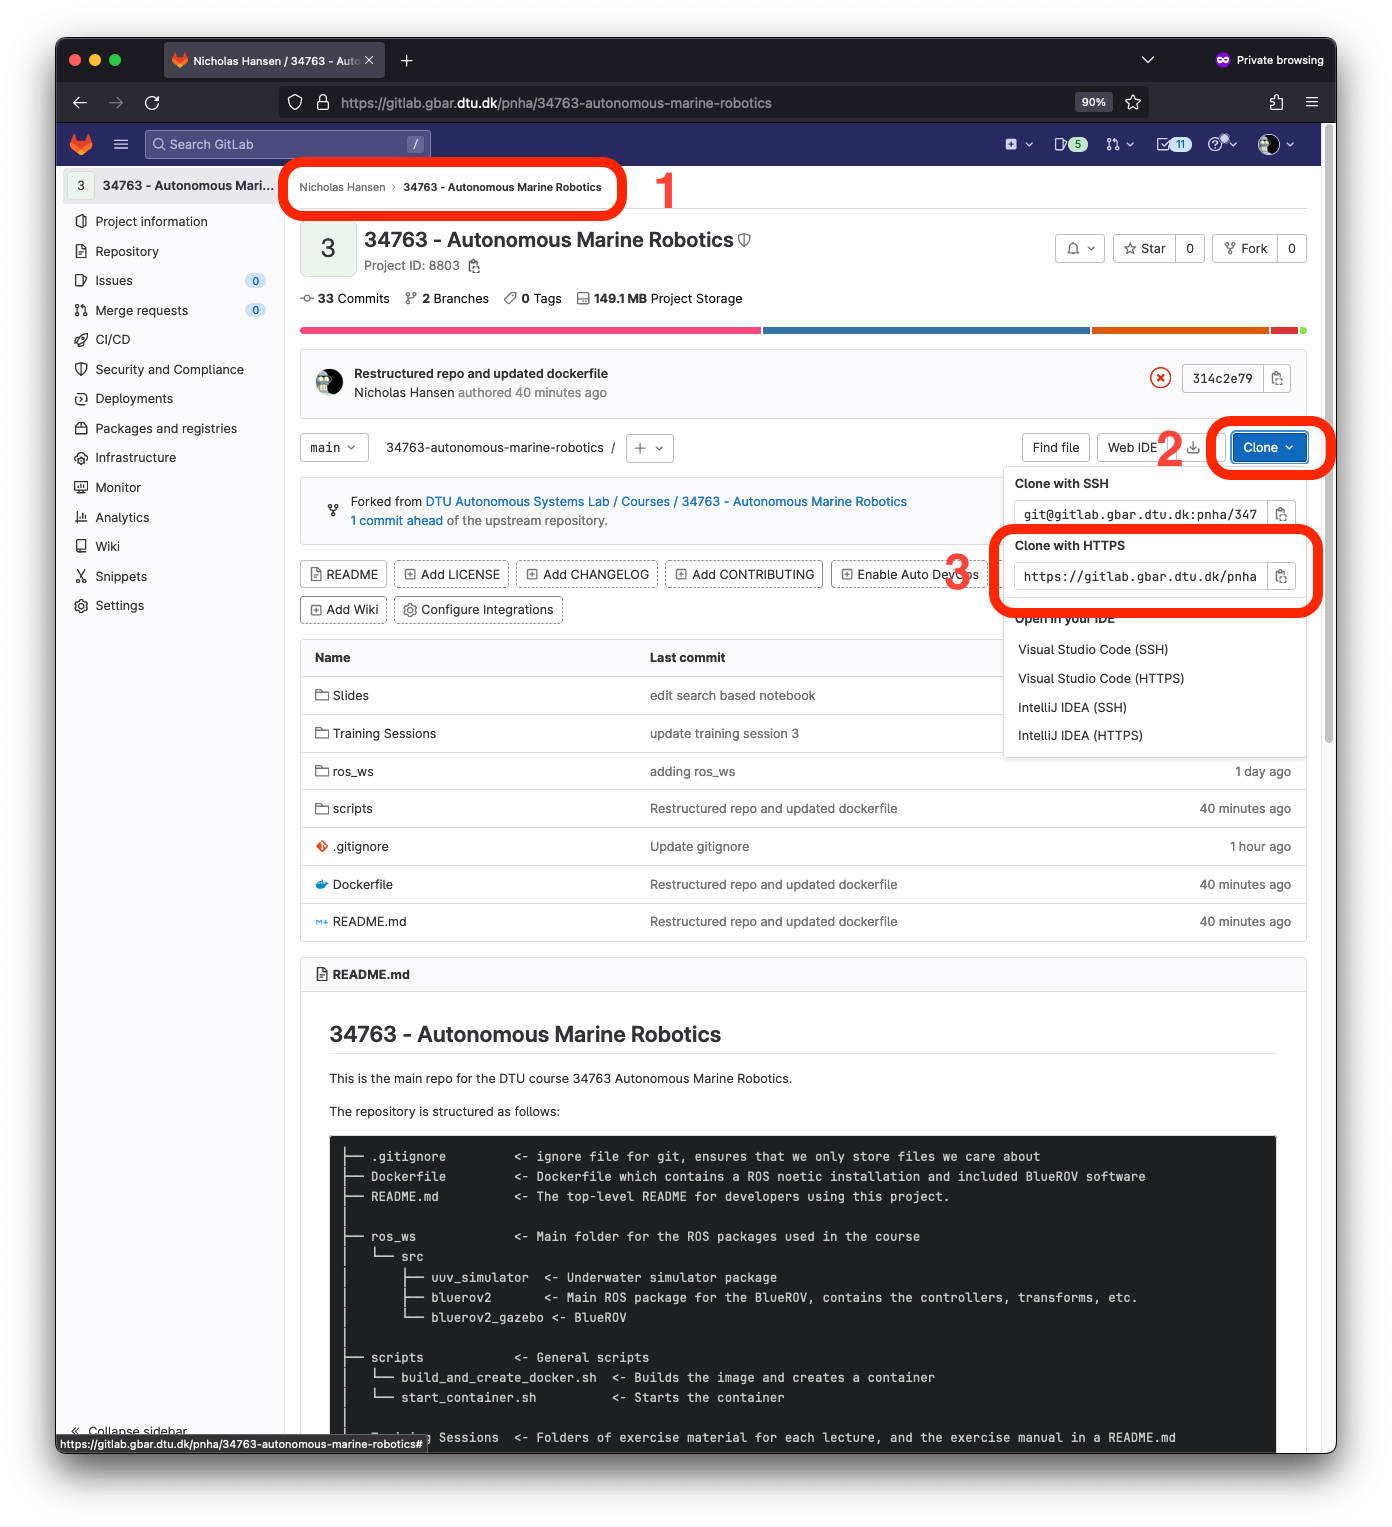 Nicholas Hansen / 34763 - Auto
Private browsing
https://gitlab.gbar.dtu.dk/pnha/34763-autonomous-marine-robotics
90%
Search GitLab
/
5
11
3
34763 - Autonomous Mari...
Nicholas Hansen › 34763 - Autonomous Marine Robotics
1
Project information
Repository
Issues
0
Merge requests
0
CI/CD
Security and Compliance
Deployments
Packages and registries
Infrastructure
Monitor
Analytics
Wiki
Snippets
Settings
Collapse sidebar
3
34763 - Autonomous Marine Robotics
Project ID: 8803
Star 0
Fork 0
33 Commits
2 Branches
0 Tags
149.1 MB Project Storage
Restructured repo and updated dockerfile
Nicholas Hansen authored 40 minutes ago
314c2e79
main
34763-autonomous-marine-robotics /
Find file
Web IDE
2
Clone
Forked from DTU Autonomous Systems Lab / Courses / 34763 - Autonomous Marine Robotics
1 commit ahead of the upstream repository.
Clone with SSH
git@gitlab.gbar.dtu.dk:pnha/347
3
Clone with HTTPS
https://gitlab.gbar.dtu.dk/pnha
Open in your IDE
Visual Studio Code (SSH)
Visual Studio Code (HTTPS)
IntelliJ IDEA (SSH)
IntelliJ IDEA (HTTPS)
README
Add LICENSE
Add CHANGELOG
Add CONTRIBUTING
Enable Auto DevOps
Add Wiki
Configure Integrations
Name Last commit
Slides edit search based notebook
Training Sessions update training session 3
ros_ws adding ros_ws 1 day ago
scripts Restructured repo and updated dockerfile 40 minutes ago
.gitignore Update gitignore 1 hour ago
Dockerfile Restructured repo and updated dockerfile 40 minutes ago
README.md Restructured repo and updated dockerfile 40 minutes ago
README.md
34763 - Autonomous Marine Robotics
This is the main repo for the DTU course 34763 Autonomous Marine Robotics.
The repository is structured as follows:
├── .gitignore <- ignore file for git, ensures that we only store files we care about
├── Dockerfile <- Dockerfile which contains a ROS noetic installation and included BlueROV software
├── README.md <- The top-level README for developers using this project.
│
├── ros_ws <- Main folder for the ROS packages used in the course
│   └── src
│       ├── uuv_simulator <- Underwater simulator package
│       ├── bluerov2 <- Main ROS package for the BlueROV, contains the controllers, transforms, etc.
│       └── bluerov2_gazebo <- BlueROV
│
├── scripts <- General scripts
│   └── build_and_create_docker.sh <- Builds the image and creates a container
│   └── start_container.sh <- Starts the container
│
Sessions <- Folders of exercise material for each lecture, and the exercise manual in a README.md
https://gitlab.gbar.dtu.dk/pnha/34763-autonomous-marine-robotics#